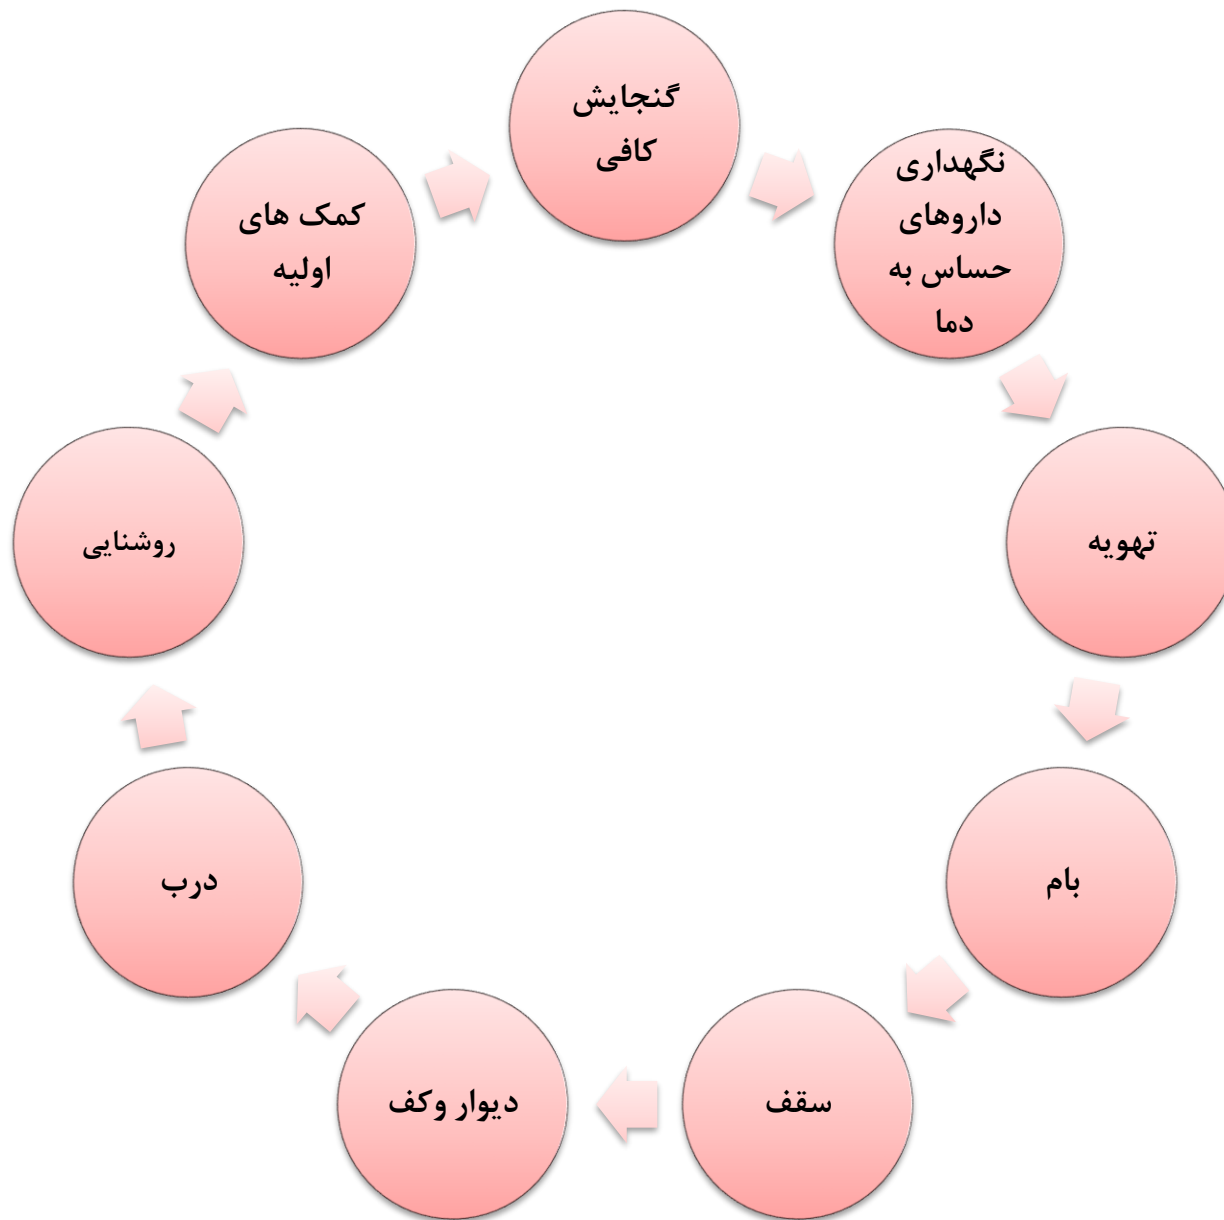 گنجایش
کافی
نگهداری
داروهای
حساس به
دما
تهویه
بام
سقف
دیوار وکف
درب
روشنایی
کمک های
اولیه